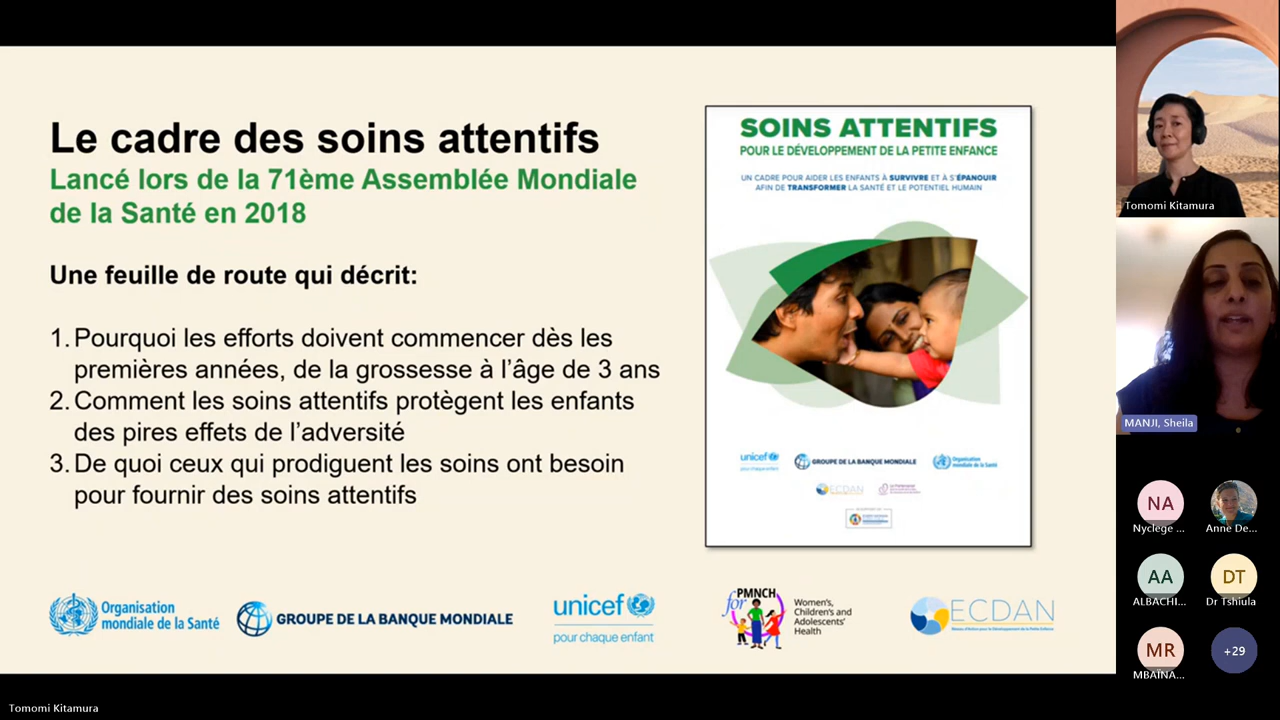 Le cadre des soins attentifs
Lancé lors de la 71ème Assemblée Mondiale
de la Santé en 2018
Une feuille de route qui décrit:
1. Pourquoi les efforts doivent commencer dès les
premières années, de la grossesse à l’âge de 3 ans
2. Comment les soins attentifs protègent les enfants
des pires effets de l’adversité
3. De quoi ceux qui prodiguent les soins ont besoin
pour fournir des soins attentifs
SOINS ATTENTIFS
POUR LE DÉVELOPPEMENT DE LA PETITE ENFANCE
UN CADRE POUR AIDER LES ENFANTS À SURVIVRE ET À S’ÉPANOUIR
AFIN DE TRANSFORMER LA SANTÉ ET LE POTENTIEL HUMAIN
unicef
pour chaque enfant
GROUPE DE LA BANQUE MONDIALE
Organisation
mondiale de la Santé
ECDAN
Organisation
mondiale de la Santé
GROUPE DE LA BANQUE MONDIALE
unicef
pour chaque enfant
PMNCH
for
Women’s,
Children’s and
Adolescents’
Health
ECDAN
Tomomi Kitamura
MANJI, Sheila
NA
Nyclege ...
Anne De...
AA
ALBACHI...
DT
Dr Tshiula
MR
MBAÏNA...
+29
Tomomi Kitamura